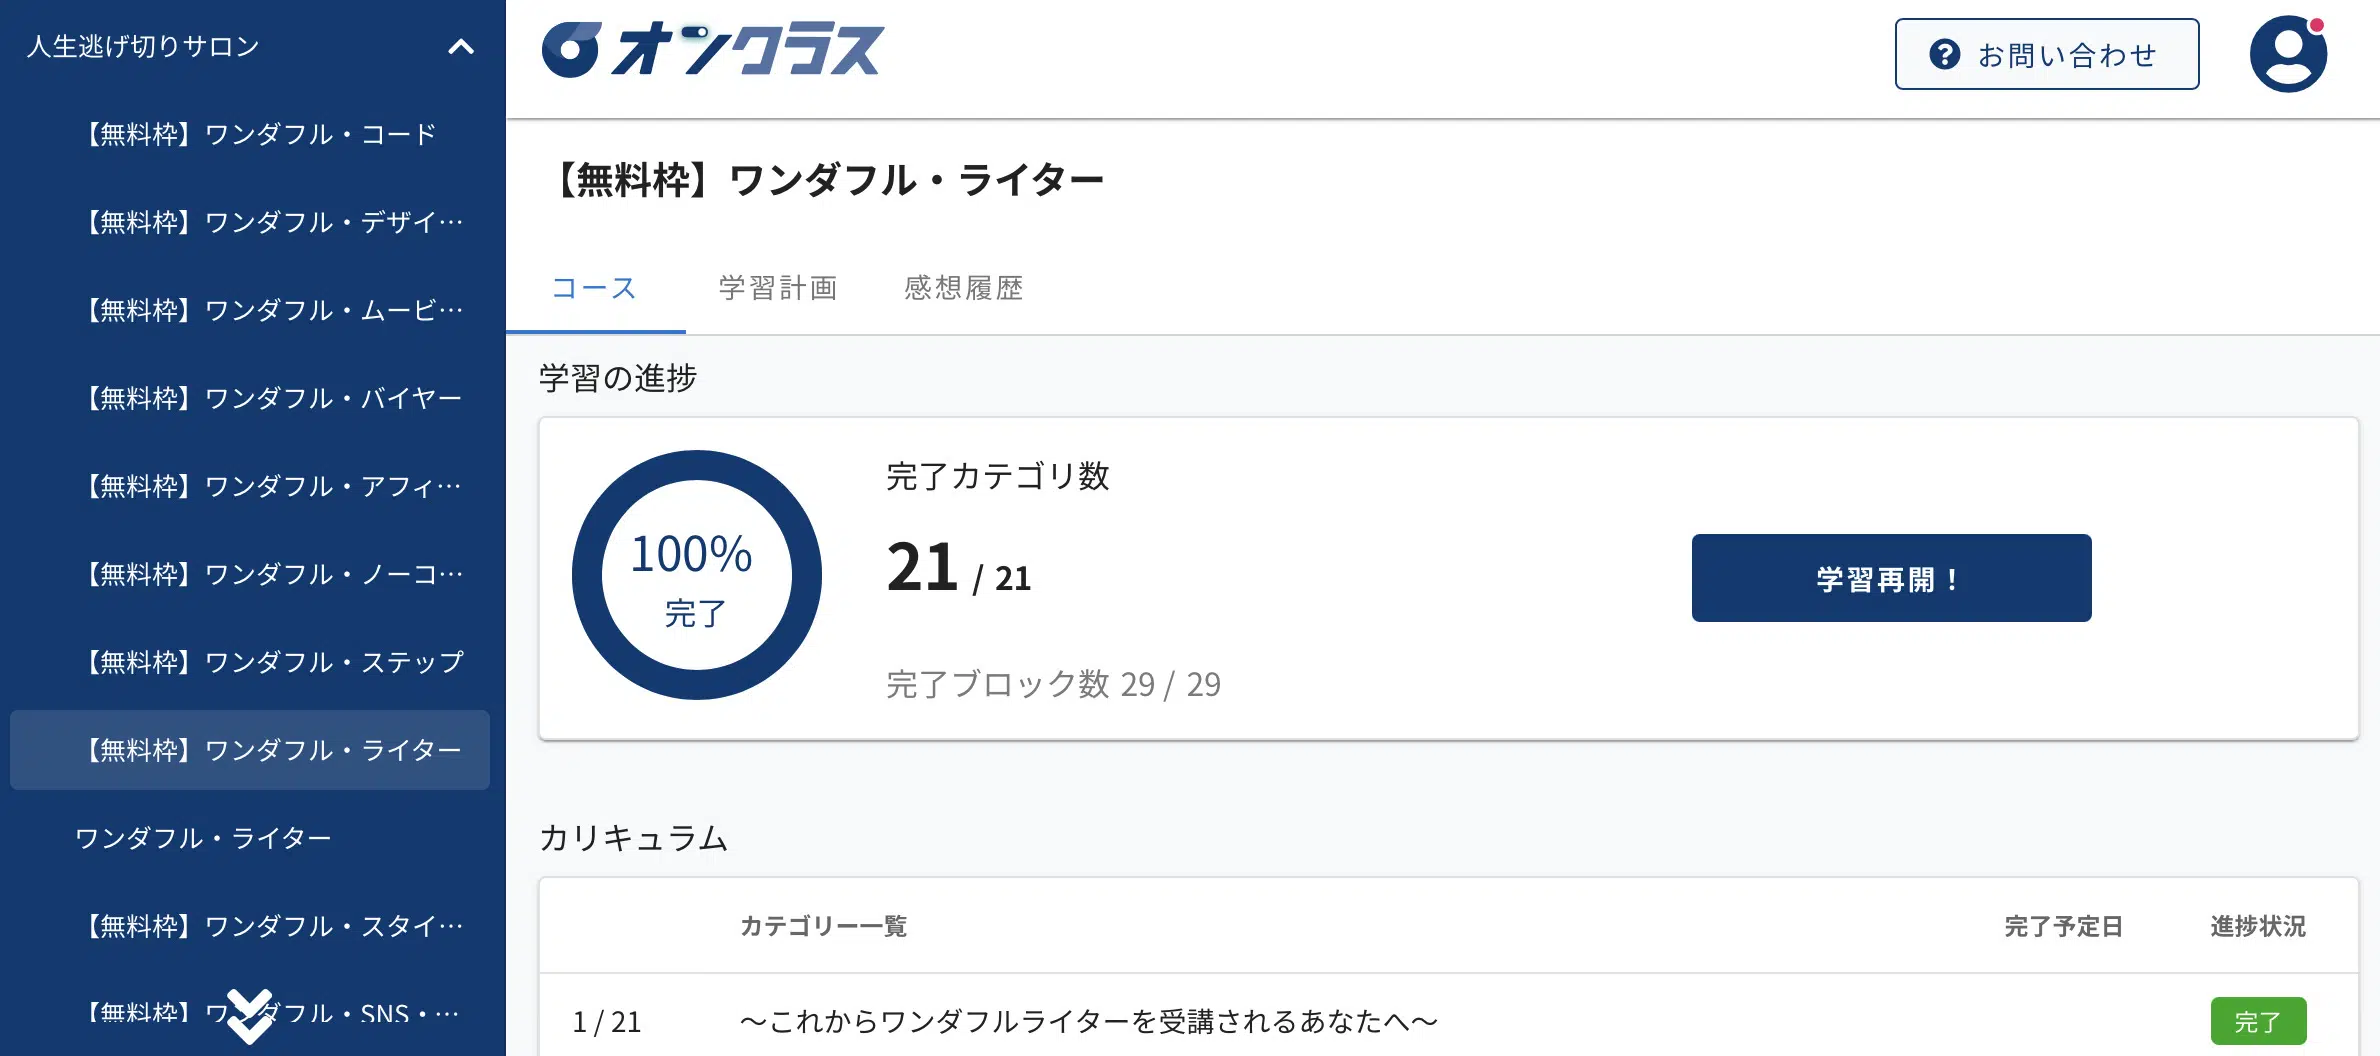 人生逃げ切りサロン
【無料枠】ワンダフル・コード
【無料枠】ワンダフル・デザイ…
【無料枠】ワンダフル・ムービ…
【無料枠】ワンダフル・バイヤー
【無料枠】ワンダフル・アフィ…
【無料枠】ワンダフル・ノーコ…
【無料枠】ワンダフル・ステップ
【無料枠】ワンダフル・ライター
ワンダフル・ライター
【無料枠】ワンダフル・スタイ…
【無料枠】ワンダフル・SNS・…
オンクラス
お問い合わせ
【無料枠】ワンダフル・ライター
コース 学習計画 感想履歴
学習の進捗
100%
完了
完了カテゴリ数
21 / 21
完了ブロック数 29 / 29
学習再開！
カリキュラム
カテゴリー一覧 完了予定日 進捗状況
1 / 21 〜これからワンダフルライターを受講されるあなたへ〜 完了